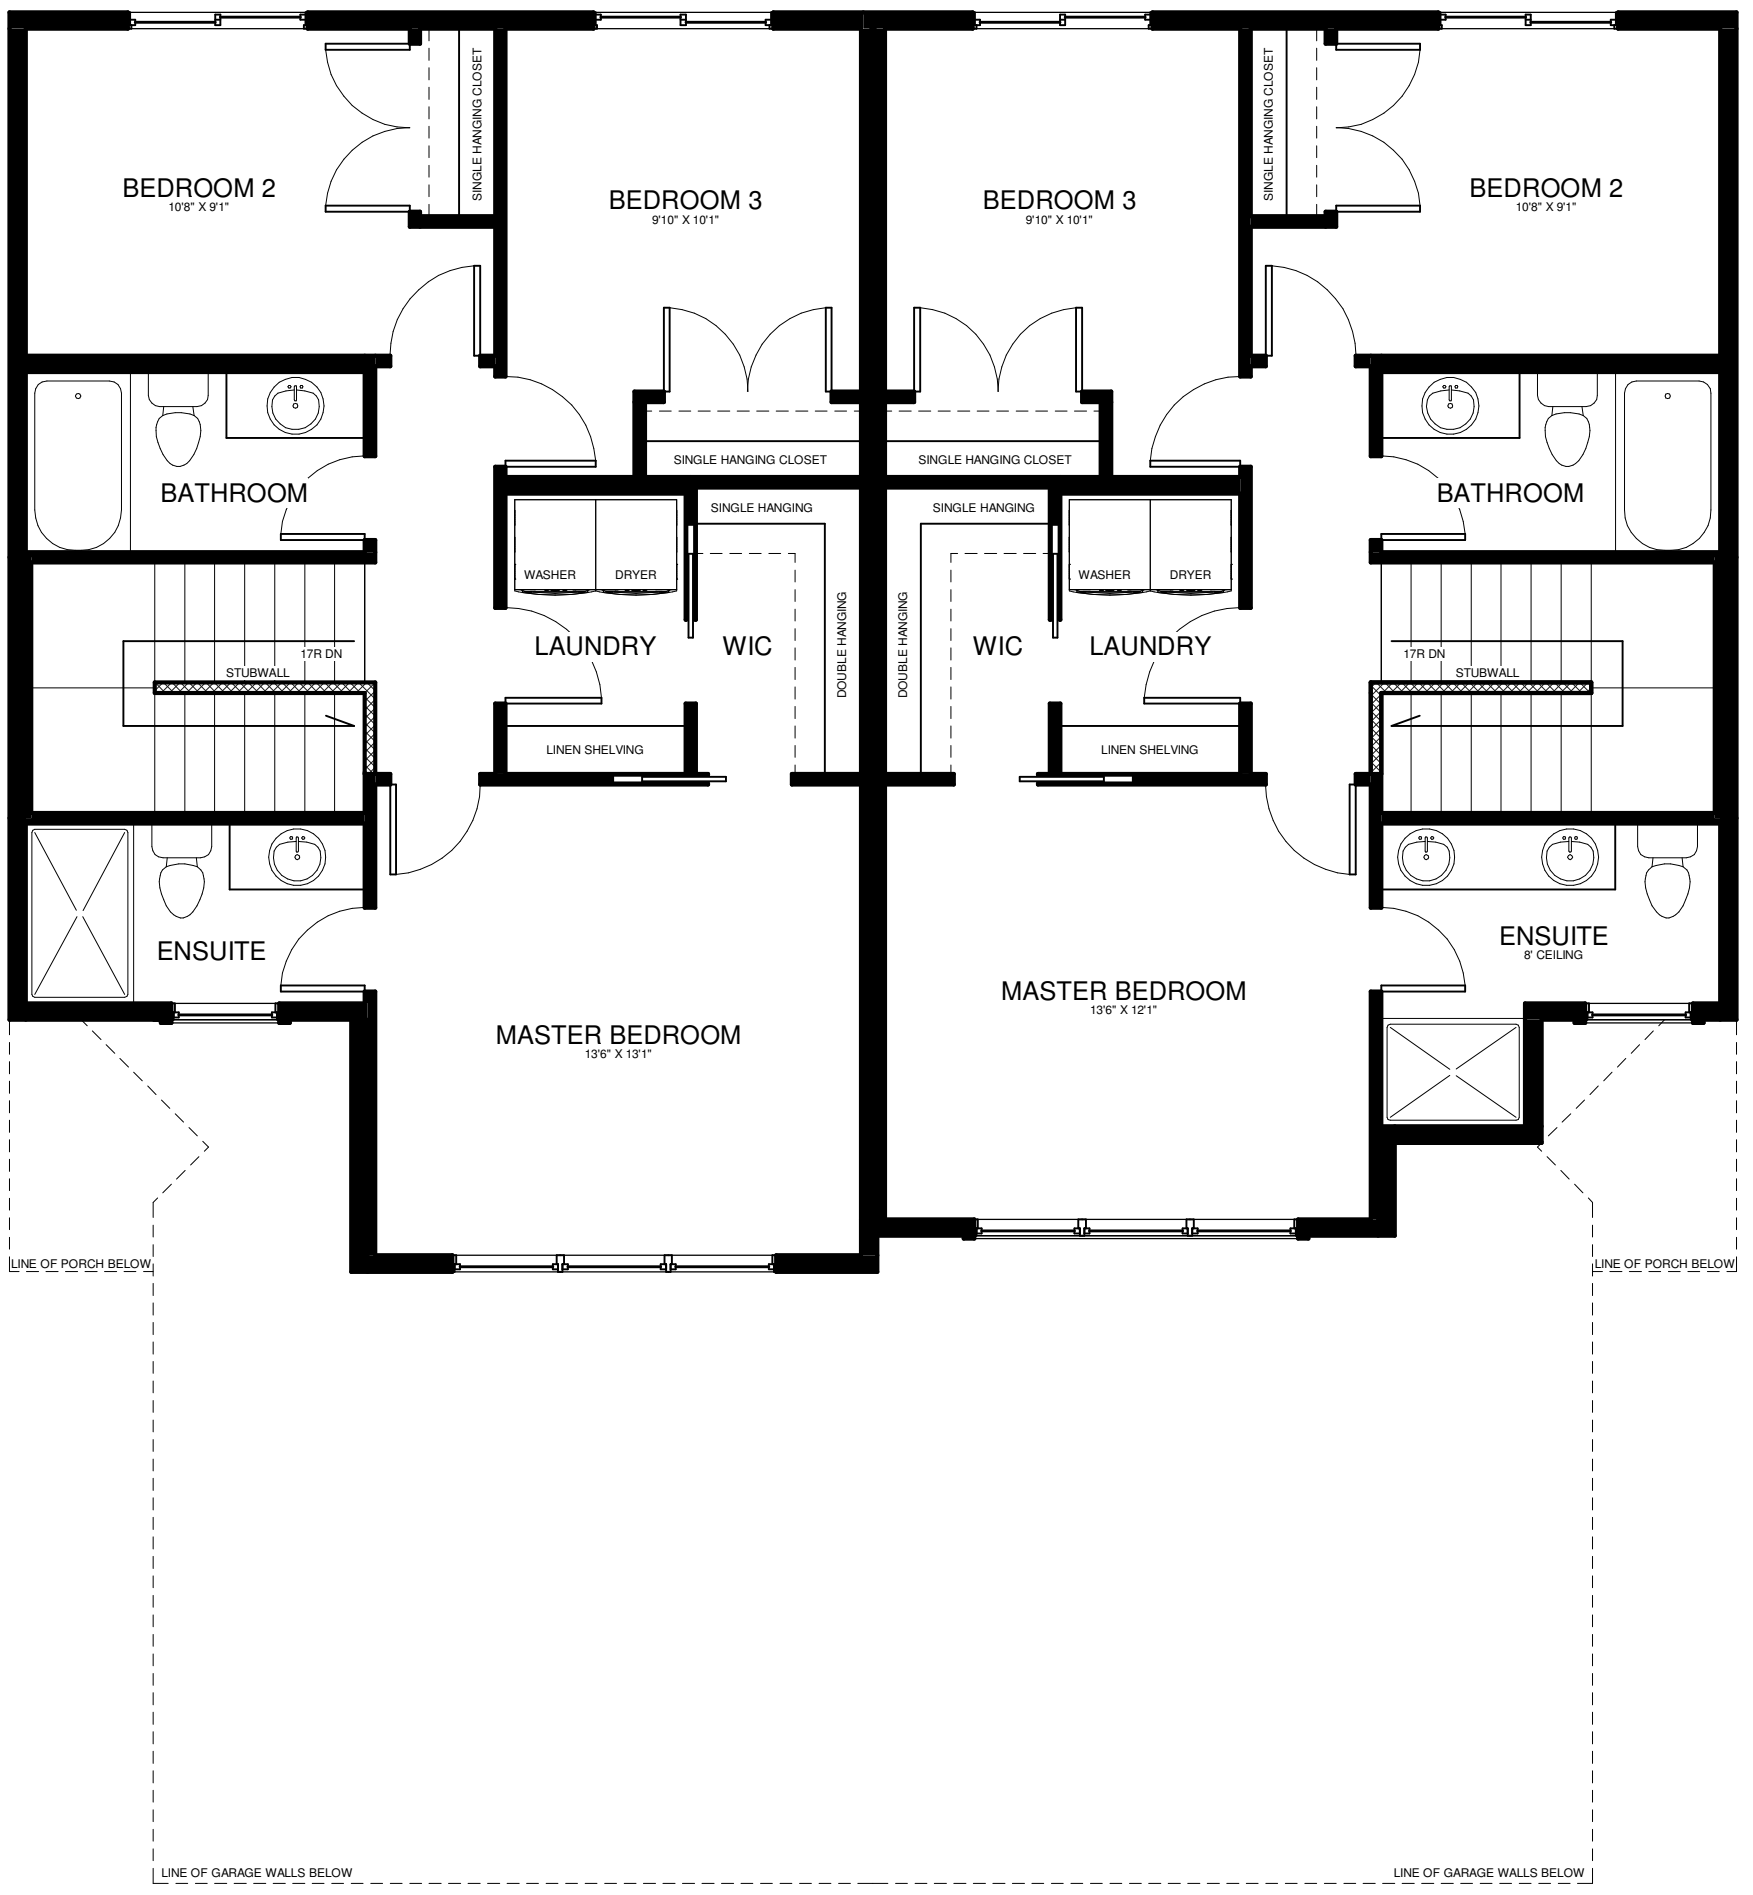 SINGLE HANGING CLOSET
SINGLE HANGING CLOSET
BEDROOM 2
10'8" X 9'1"
BEDROOM 3
9'10" X 10'1"
BEDROOM 3
9'10" X 10'1"
BEDROOM 2
10'8" X 9'1"
SINGLE HANGING CLOSET
SINGLE HANGING CLOSET
BATHROOM
BATHROOM
SINGLE HANGING
SINGLE HANGING
WASHER
DRYER
WASHER
DRYER
DOUBLE HANGING
DOUBLE HANGING
LAUNDRY
WIC
WIC
LAUNDRY
17R DN
STUBWALL
17R DN
STUBWALL
LINEN SHELVING
LINEN SHELVING
ENSUITE
ENSUITE
8' CEILING
MASTER BEDROOM
13'6" X 13'1"
MASTER BEDROOM
13'6" X 12'1"
LINE OF PORCH BELOW
LINE OF PORCH BELOW
LINE OF GARAGE WALLS BELOW
LINE OF GARAGE WALLS BELOW